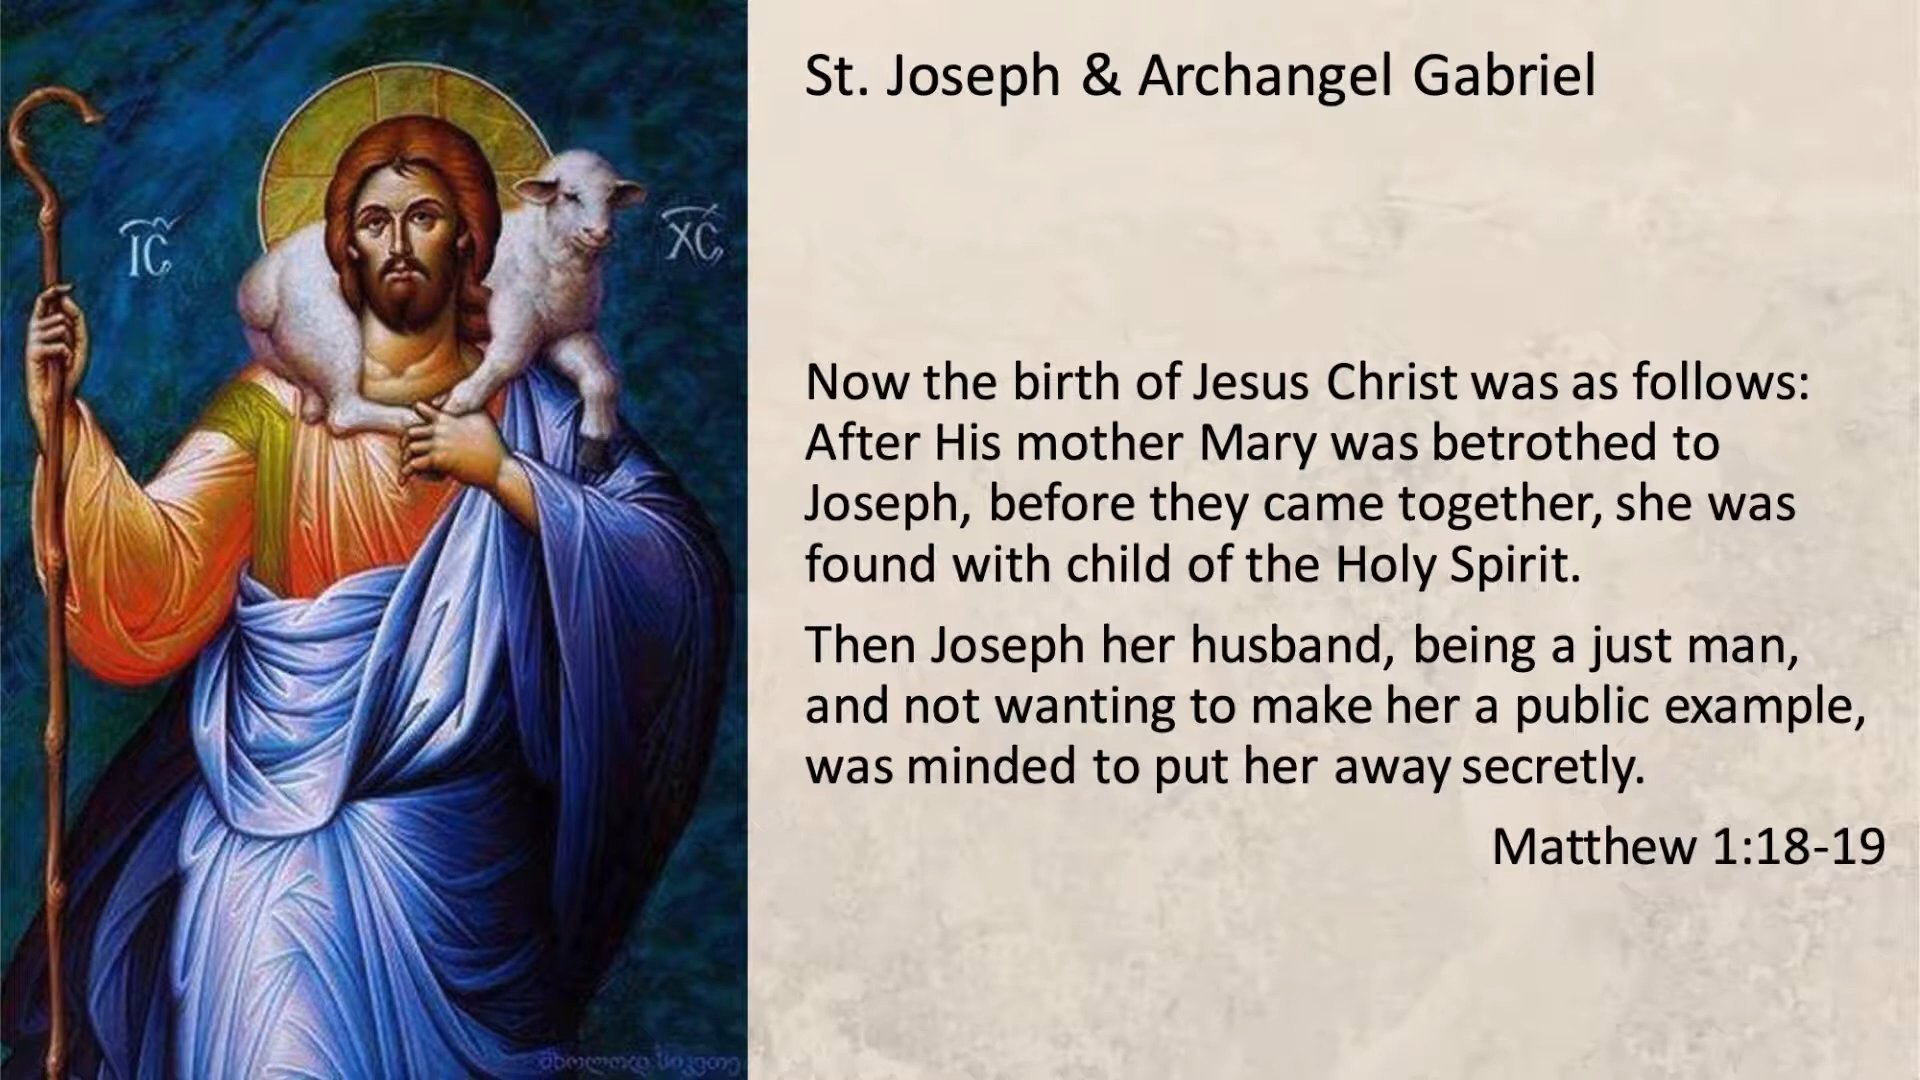 St. Joseph & Archangel Gabriel
ῙC̃
X̅C
Now the birth of Jesus Christ was as follows:
After His mother Mary was betrothed to
Joseph, before they came together, she was
found with child of the Holy Spirit.
Then Joseph her husband, being a just man,
and not wanting to make her a public example,
was minded to put her away secretly.
Matthew 1:18-19
მხოლოდ სიკეთე